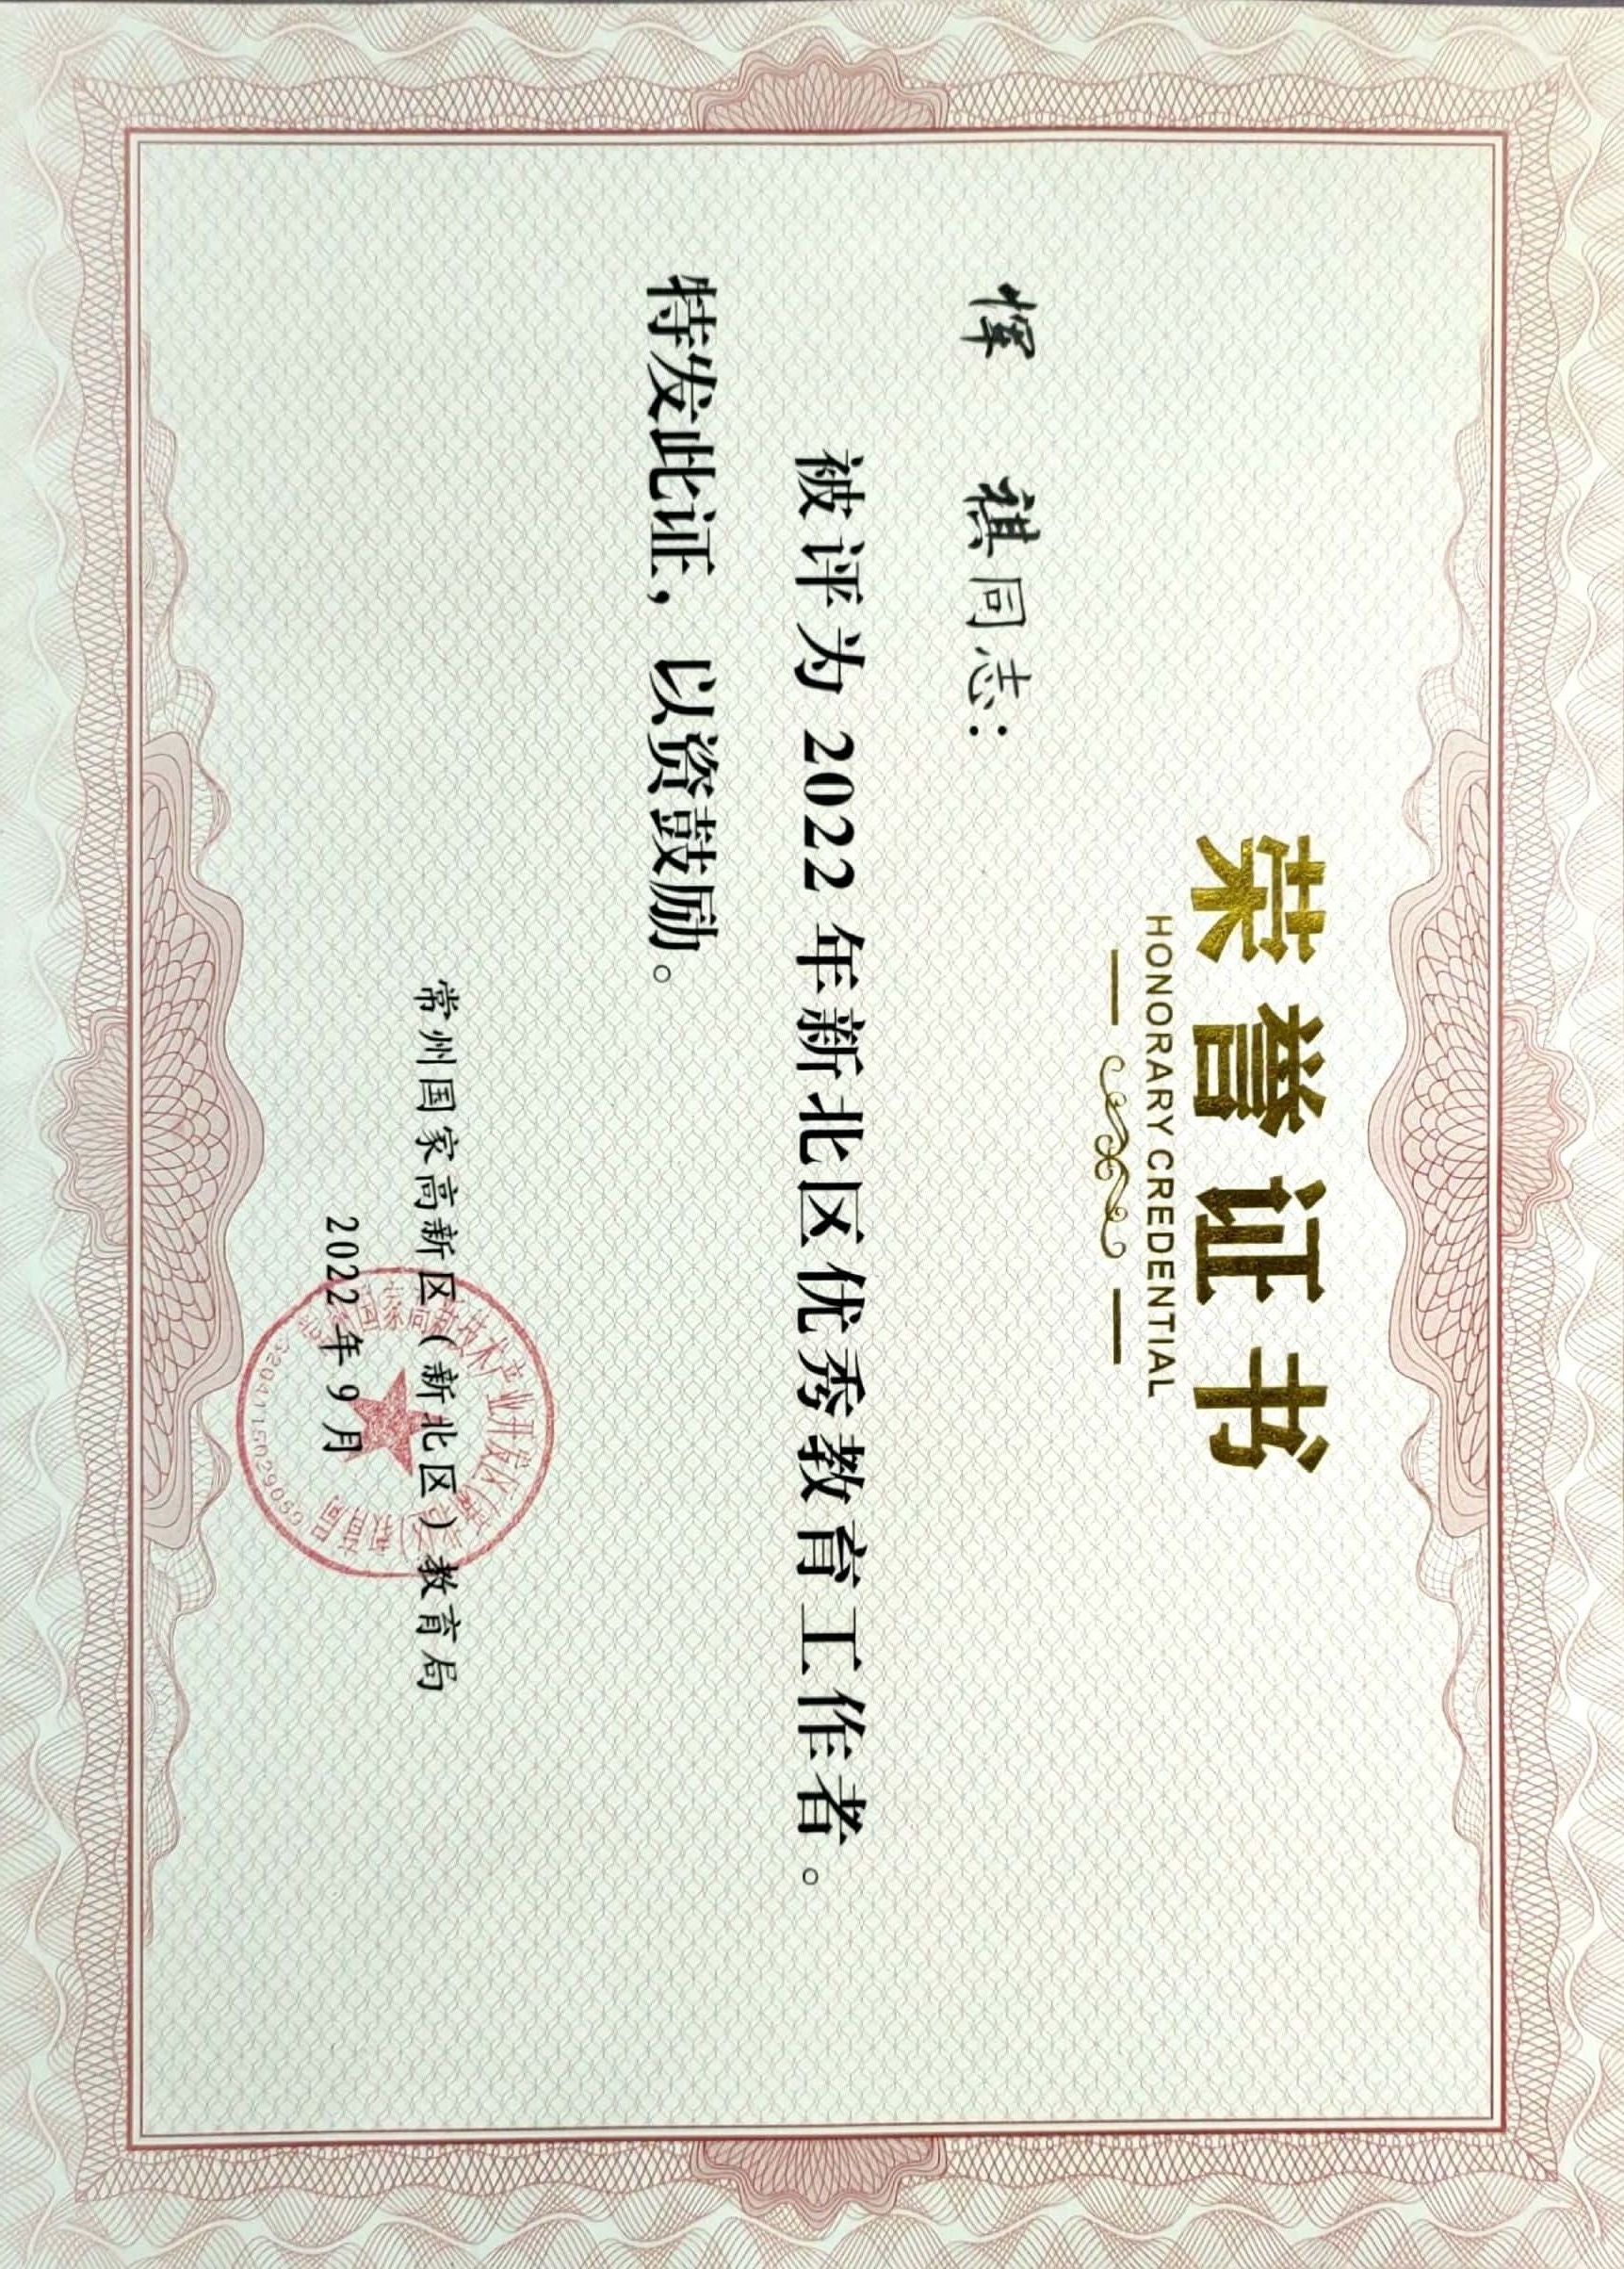 荣誉证书
HONORARY CREDENTIAL
恽 祺同志：
被评为 2022 年新北区优秀教育工作者。
特发此证，以资鼓励。
常州国家高新区（新北区）教育局
2022 年 9 月